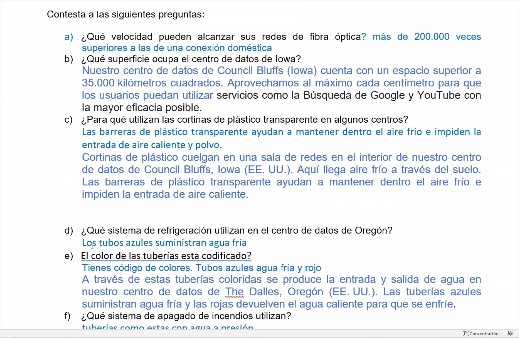 Contesta a las siguientes preguntas:
a) ¿Qué velocidad pueden alcanzar sus redes de fibra óptica? más de 200.000 veces
superiores a las de una conexión doméstica
b) ¿Qué superficie ocupa el centro de datos de Iowa?
Nuestro centro de datos de Council Bluffs (Iowa) cuenta con un espacio superior a
35.000 kilómetros cuadrados. Aprovechamos al máximo cada centímetro para que
los usuarios puedan utilizar servicios como la Búsqueda de Google y YouTube con
la mayor eficacia posible.
c) ¿Para qué utilizan las cortinas de plástico transparente en algunos centros?
Las barreras de plástico transparente ayudan a mantener dentro el aire frío e impiden la
entrada de aire caliente y polvo.
Cortinas de plástico cuelgan en una sala de redes en el interior de nuestro centro
de datos de Council Bluffs, Iowa (EE. UU.). Aquí llega aire frío a través del suelo.
Las barreras de plástico transparente ayudan a mantener dentro el aire frío e
impiden la entrada de aire caliente.
d) ¿Qué sistema de refrigeración utilizan en el centro de datos de Oregón?
Los tubos azules suministran agua fría
e) El color de las tuberías esta codificado?
Tienes código de colores. Tubos azules agua fría y rojo
A través de estas tuberías coloridas se produce la entrada y salida de agua en
nuestro centro de datos de The Dalles, Oregón (EE. UU.). Las tuberías azules
suministran agua fría y las rojas devuelven el agua caliente para que se enfríe.
f) ¿Qué sistema de apagado de incendios utilizan?
tuberías como estas con agua a presión